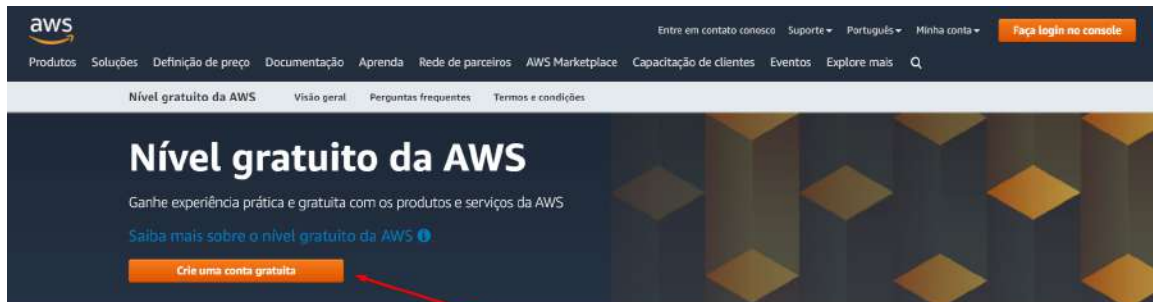 aws
Entre em contato conosco Suporte Português Minha conta Faça login no console
Produtos Soluções Definição de preço Documentação Aprenda Rede de parceiros AWS Marketplace Capacitação de clientes Eventos Explore mais
Nível gratuito da AWS Visão geral Perguntas frequentes Termos e condições
Nível gratuito da AWS
Ganhe experiência prática e gratuita com os produtos e serviços da AWS
Saiba mais sobre o nível gratuito da AWS
Crie uma conta gratuita